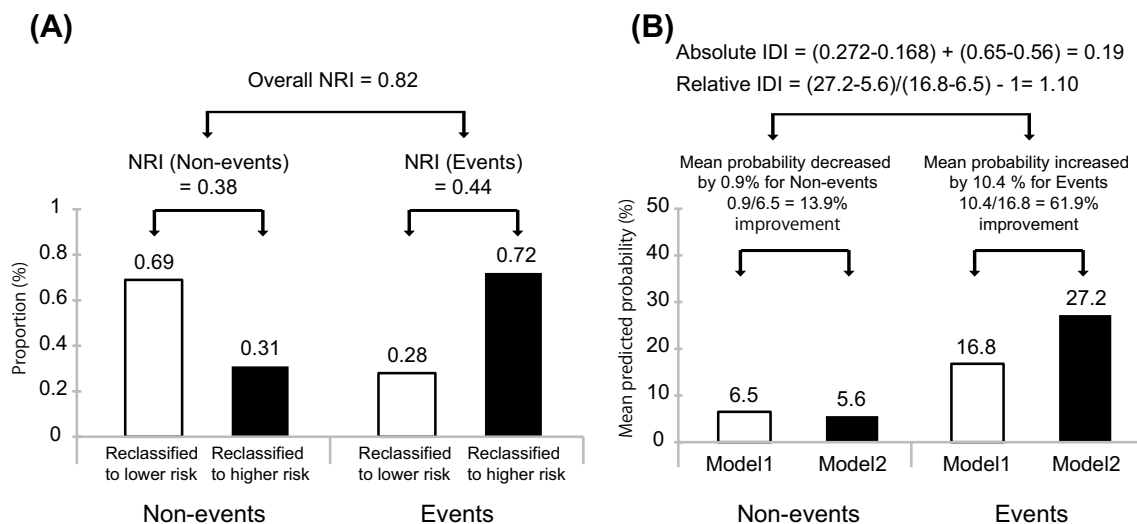 (A)
Overall NRI = 0.82
NRI (Non-events)
= 0.38
NRI (Events)
= 0.44
Proportion (%)
1
0.8
0.6
0.4
0.2
0
0.69
0.31
0.28
0.72
Reclassified
to lower risk
Reclassified
to higher risk
Reclassified
to lower risk
Reclassified
to higher risk
Non-events
Events
(B)
Absolute IDI = (0.272-0.168) + (0.65-0.56) = 0.19
Relative IDI = (27.2-5.6)/(16.8-6.5) - 1= 1.10
Mean probability decreased
by 0.9% for Non-events
0.9/6.5 = 13.9%
improvement
Mean probability increased
by 10.4 % for Events
10.4/16.8 = 61.9%
improvement
Mean predicted probability (%)
50
40
30
20
10
0
6.5
5.6
16.8
27.2
Model1
Model2
Model1
Model2
Non-events
Events